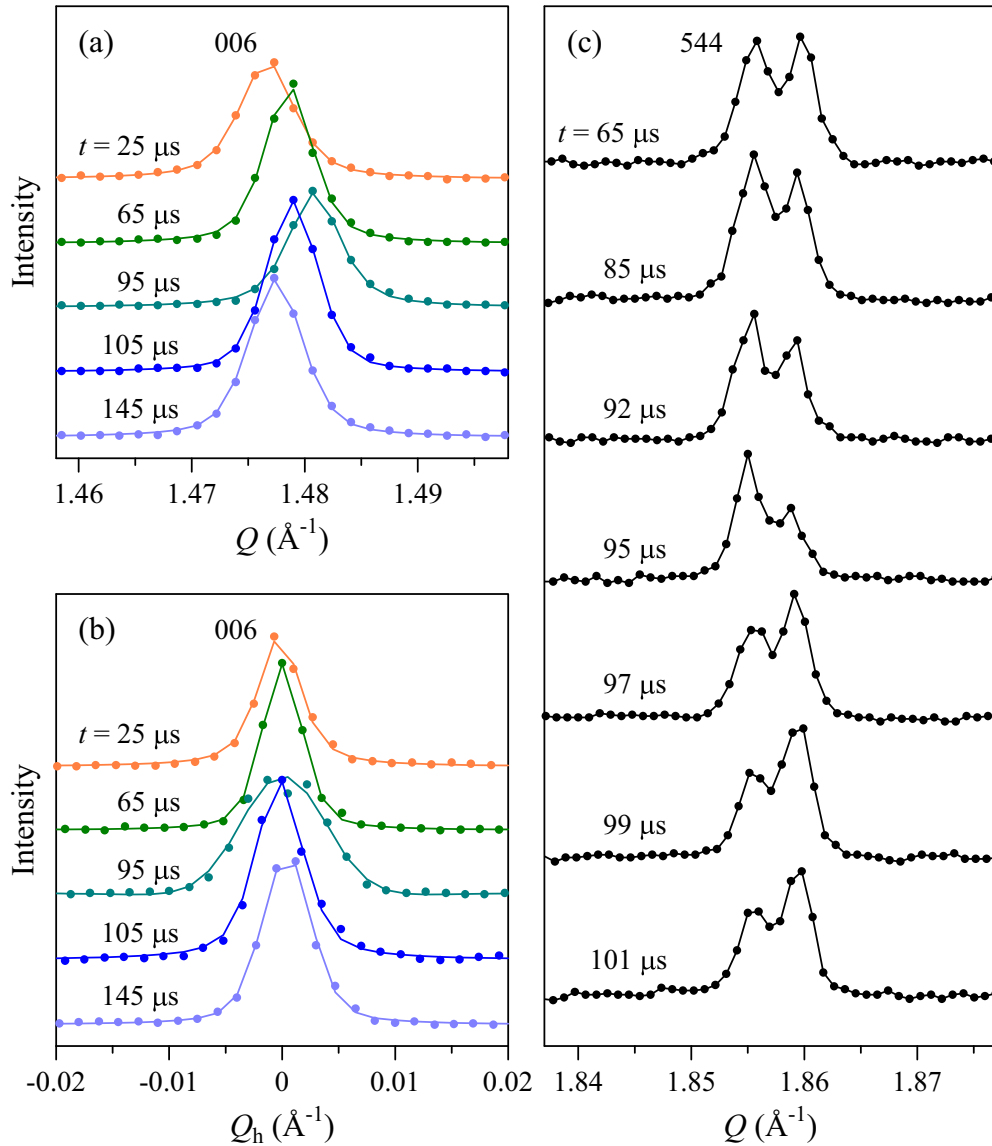 (a)
006
t = 25 μs
65 μs
95 μs
105 μs
145 μs
Intensity
1.46 1.47 1.48 1.49
Q (Å⁻¹)
(b)
006
t = 25 μs
65 μs
95 μs
105 μs
145 μs
Intensity
-0.02 -0.01 0 0.01 0.02
Qh (Å⁻¹)
(c)
544
t = 65 μs
85 μs
92 μs
95 μs
97 μs
99 μs
101 μs
1.84 1.85 1.86 1.87
Q (Å⁻¹)